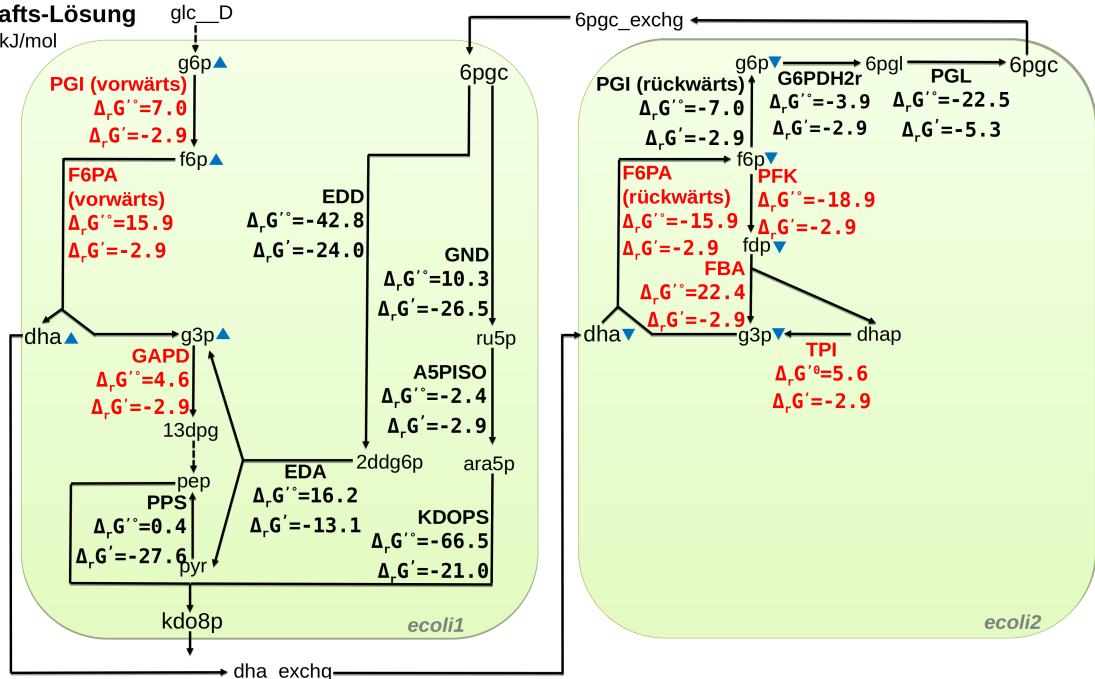 afts-Lösung
kJ/mol
glc__D
g6p
PGI (vorwärts)
ΔrG'°=7.0
ΔrG'=-2.9
f6p
F6PA
(vorwärts)
ΔrG'°=15.9
ΔrG'=-2.9
dha
g3p
GAPD
ΔrG'°=4.6
ΔrG'=-2.9
13dpg
pep
PPS
ΔrG'°=0.4
ΔrG'=-27.6
pyr
kdo8p
6pgc
EDD
ΔrG'°=-42.8
ΔrG'=-24.0
GND
ΔrG'°=10.3
ΔrG'=-26.5
ru5p
A5PISO
ΔrG'°=-2.4
ΔrG'=-2.9
2ddg6p
ara5p
EDA
ΔrG'°=16.2
ΔrG'=-13.1
KDOPS
ΔrG'°=-66.5
ΔrG'=-21.0
ecoli1
dha_exchg
6pgc_exchg
g6p
6pgl
6pgc
PGI (rückwärts)
ΔrG'°=-7.0
ΔrG'=-2.9
G6PDH2r
ΔrG'°=-3.9
ΔrG'=-2.9
PGL
ΔrG'°=-22.5
ΔrG'=-5.3
f6p
F6PA
(rückwärts)
ΔrG'°=-15.9
ΔrG'=-2.9
PFK
ΔrG'°=-18.9
ΔrG'=-2.9
fdp
FBA
ΔrG'°=22.4
ΔrG'=-2.9
dha
g3p
dhap
TPI
ΔrG'⁰=5.6
ΔrG'=-2.9
ecoli2